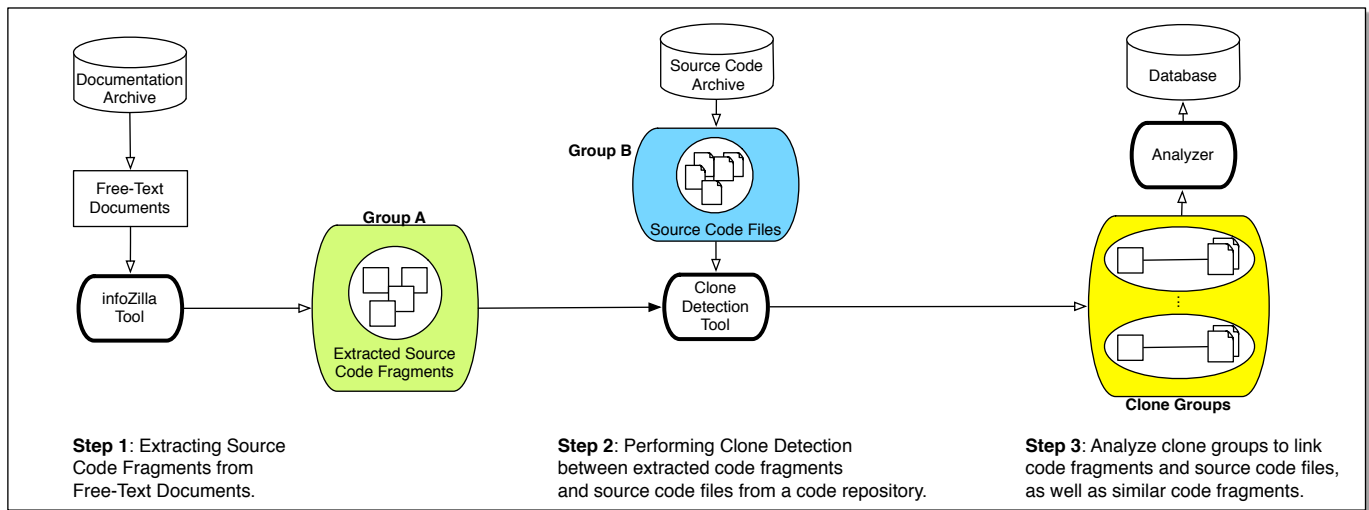 Documentation
Archive
Free-Text
Documents
infoZilla
Tool
Group A
Extracted Source
Code Fragments
Source Code
Archive
Group B
Source Code Files
Clone
Detection
Tool
Database
Analyzer
...
Clone Groups
Step 1: Extracting Source
Code Fragments from
Free-Text Documents.
Step 2: Performing Clone Detection
between extracted code fragments
and source code files from a code repository.
Step 3: Analyze clone groups to link
code fragments and source code files,
as well as similar code fragments.